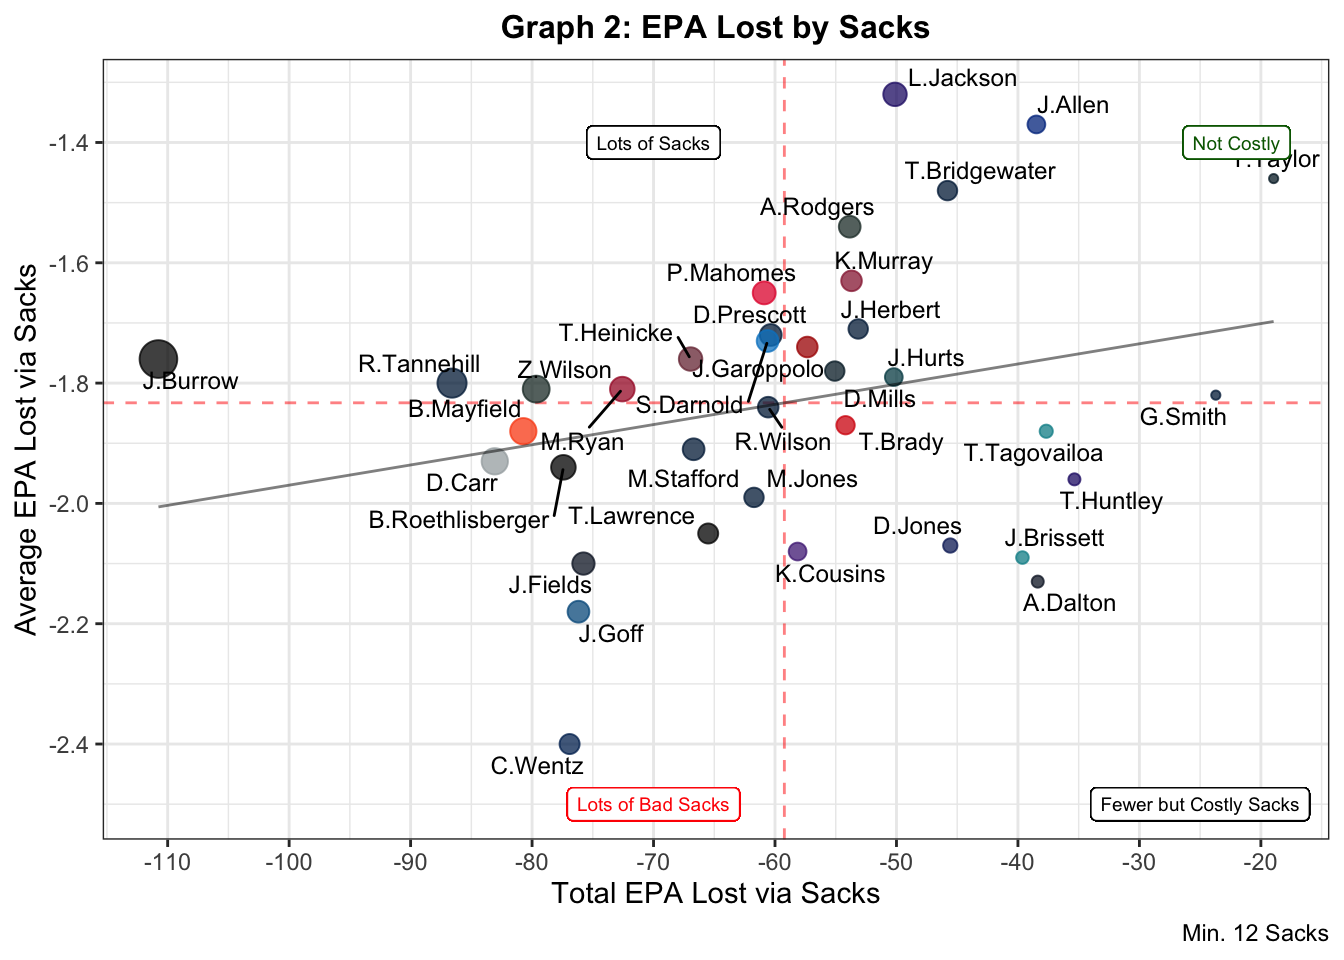 Graph 2: EPA Lost by Sacks
L.Jackson
J.Allen
Lots of Sacks
Not Costly
T.Taylor
T.Bridgewater
A.Rodgers
K.Murray
P.Mahomes
D.Prescott
J.Herbert
T.Heinicke
R.Tannehill
Z.Wilson
J.Garoppolo
J.Hurts
J.Burrow
B.Mayfield
S.Darnold
D.Mills
G.Smith
M.Ryan
R.Wilson
T.Brady
T.Tagovailoa
D.Carr
M.Stafford
M.Jones
T.Huntley
B.Roethlisberger
T.Lawrence
D.Jones
J.Brissett
J.Fields
K.Cousins
A.Dalton
J.Goff
C.Wentz
Lots of Bad Sacks
Fewer but Costly Sacks
Average EPA Lost via Sacks
-1.4
-1.6
-1.8
-2.0
-2.2
-2.4
-110
-100
-90
-80
-70
-60
-50
-40
-30
-20
Total EPA Lost via Sacks
Min. 12 Sacks